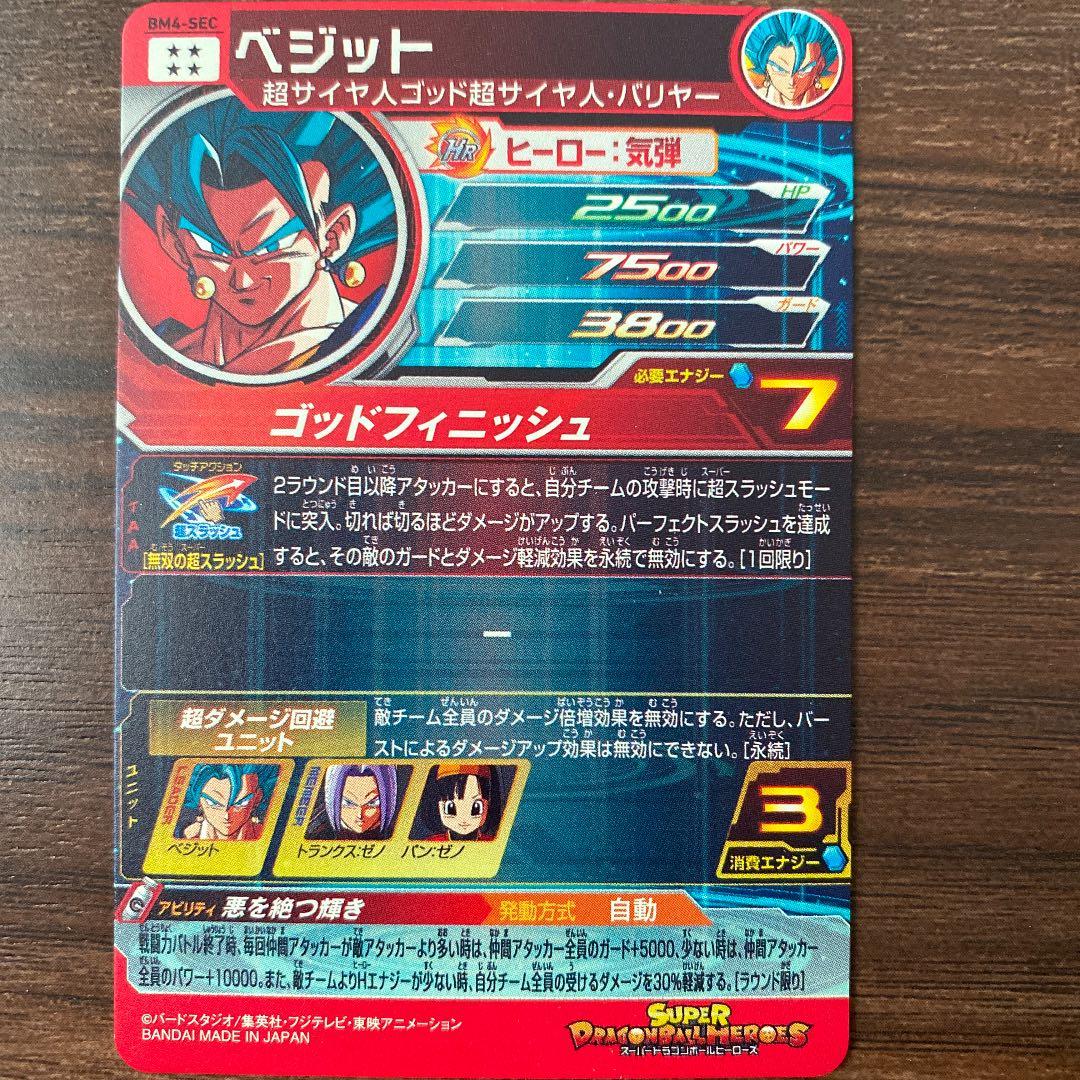 BM4-SEC
ベジット
超サイヤ人ゴッド超サイヤ人・バリヤー
HR ヒーロー：気弾
HP
2500
パワー
7500
ガード
3800
必要エナジー 7
ゴッドフィニッシュ
TAA
タッチアクション
超スラッシュ
[無双の超スラッシュ]
2ラウンド目以降アタッカーにすると、自分チームの攻撃時に超スラッシュモー
ドに突入。切れば切るほどダメージがアップする。パーフェクトスラッシュを達成
すると、その敵のガードとダメージ軽減効果を永続で無効にする。[1回限り]
ー
ユニット
超ダメージ回避
ユニット
敵チーム全員のダメージ倍増効果を無効にする。ただし、バー
ストによるダメージアップ効果は無効にできない。[永続]
LEADER
ベジット
MEMBER
トランクス：ゼノ
パン：ゼノ
3
消費エナジー
アビリティ 悪を絶つ輝き 発動方式 自動
戦闘力バトル終了時、毎回仲間アタッカーが敵アタッカーより多い時は、仲間アタッカー全員のガード+5000、少ない時は、仲間アタッカー
全員のパワー+10000。また、敵チームよりHエナジーが少ない時、自分チーム全員の受けるダメージを30%軽減する。[ラウンド限り]
©バードスタジオ/集英社・フジテレビ・東映アニメーション
BANDAI MADE IN JAPAN
SUPER
DRAGONBALL HEROES
スーパードラゴンボールヒーローズ